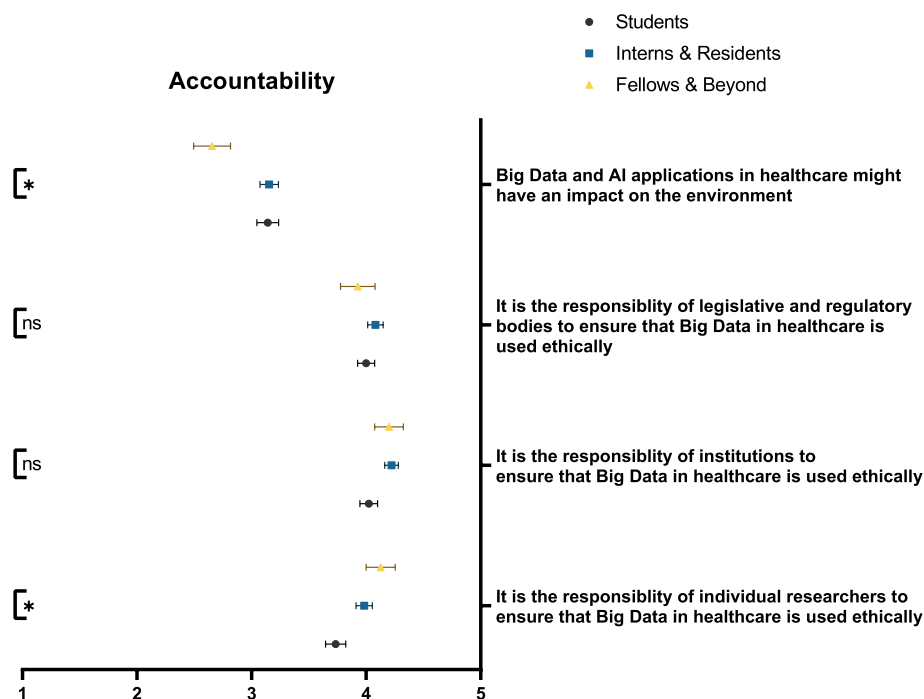 Students
Interns & Residents
Fellows & Beyond
Accountability
*
Big Data and AI applications in healthcare might
have an impact on the environment
ns
It is the responsiblity of legislative and regulatory
bodies to ensure that Big Data in healthcare is
used ethically
ns
It is the responsiblity of institutions to
ensure that Big Data in healthcare is used ethically
*
It is the responsiblity of individual researchers to
ensure that Big Data in healthcare is used ethically
1 2 3 4 5